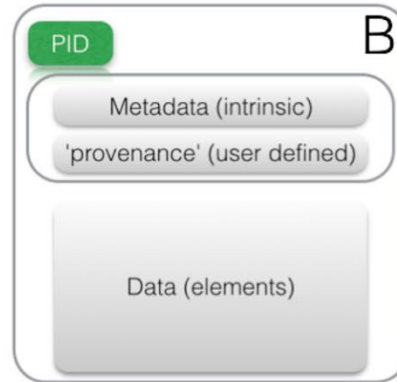 PID
B
Metadata (intrinsic)
'provenance' (user defined)
Data (elements)